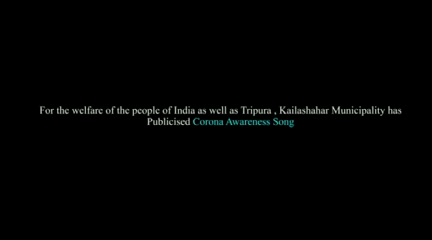 For the welfare of the people of India as well as Tripura , Kailashahar Municipality has
Publicised Corona Awareness Song